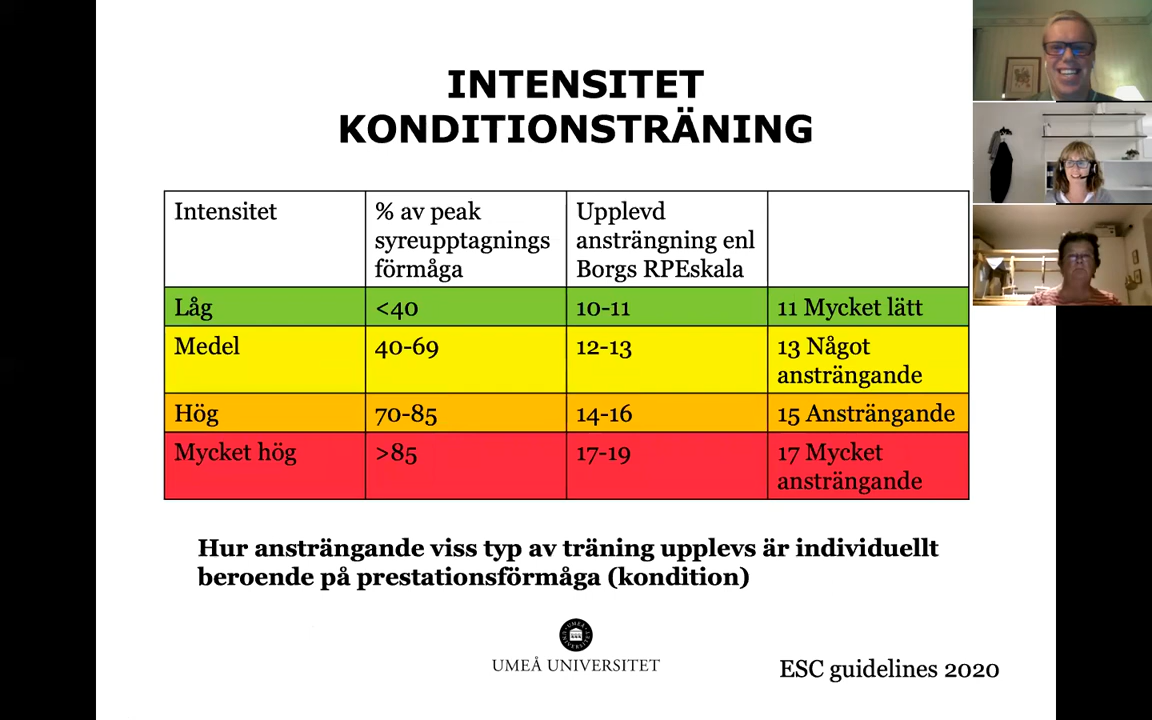 INTENSITET
KONDITIONSTRÄNING
Intensitet
% av peak
syreupptagnings
förmåga
Upplevd
ansträngning enl
Borgs RPEskala
Låg
<40
10-11
11 Mycket lätt
Medel
40-69
12-13
13 Något
ansträngande
Hög
70-85
14-16
15 Ansträngande
Mycket hög
>85
17-19
17 Mycket
ansträngande
Hur ansträngande viss typ av träning upplevs är individuellt
beroende på prestationsförmåga (kondition)
UMEÅ UNIVERSITET
ESC guidelines 2020